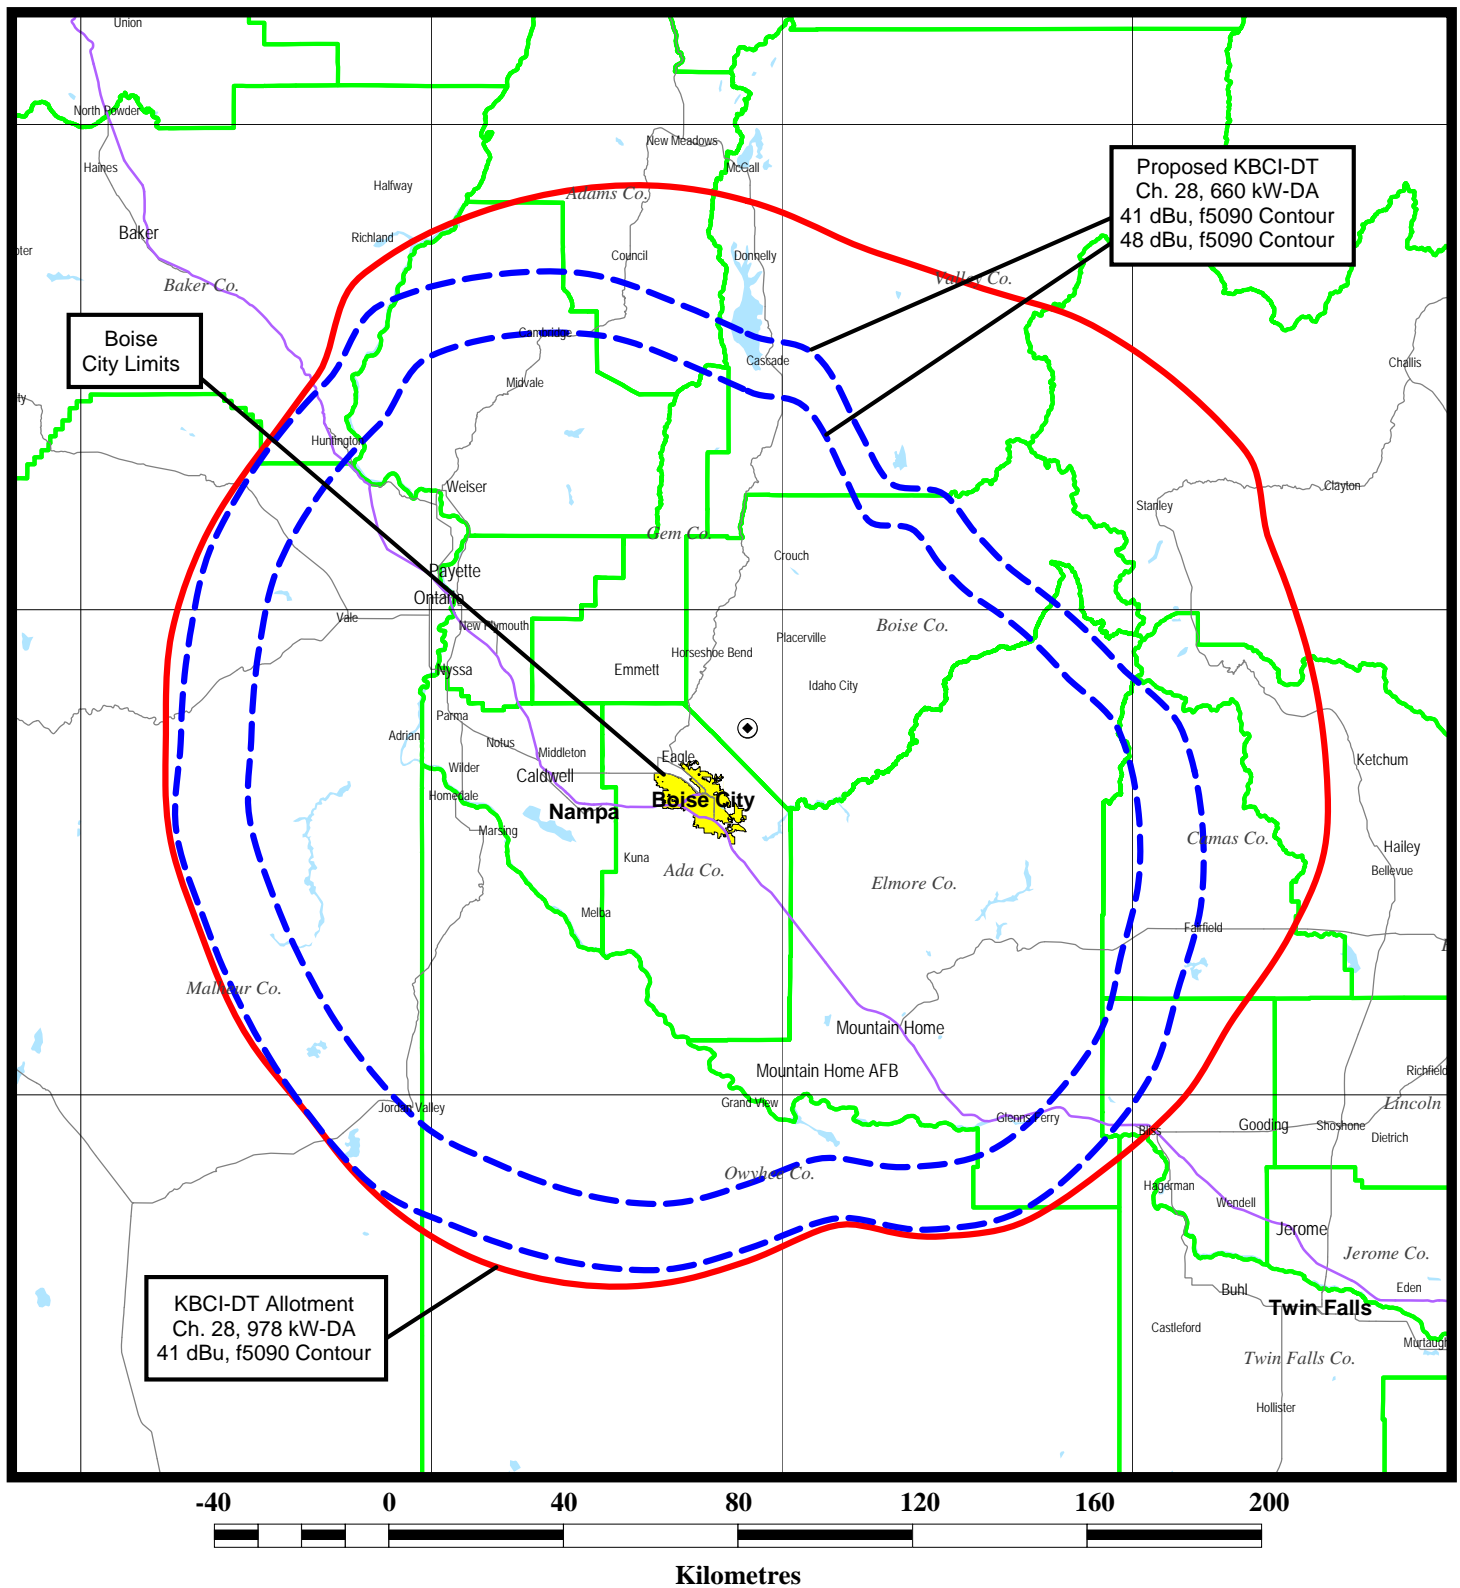 Union
North Powder
New Meadows
Haines
McCall
Proposed KBCI-DT
Ch. 28, 660 kW-DA
41 dBu, f5090 Contour
48 dBu, f5090 Contour
Halfway
Adams Co.
Baker
Richland
Council
Donnelly
Baker Co.
Valley Co.
Boise
City Limits
Cambridge
Cascade
Challis
Midvale
Huntington
Weiser
Clayton
Stanley
Gem Co.
Crouch
Payette
Ontario
Vale
New Plymouth
Boise Co.
Placerville
Horseshoe Bend
Nyssa
Emmett
Idaho City
Parma
Adrian
Notus
Middleton
Eagle
Ketchum
Wilder
Caldwell
Homedale
Boise City
Nampa
Marsing
Camas Co.
Hailey
Kuna
Ada Co.
Bellevue
Elmore Co.
Melba
Fairfield
Malheur Co.
Mountain Home
Mountain Home AFB
Richfield
Jordan Valley
Grand View
Lincoln
Glenns Ferry
Bliss
Gooding
Shoshone
Dietrich
Owyhee Co.
Hagerman
Wendell
Jerome
Jerome Co.
Buhl
Eden
KBCI-DT Allotment
Ch. 28, 978 kW-DA
41 dBu, f5090 Contour
Twin Falls
Castleford
Murtaugh
Twin Falls Co.
Hollister
-40 0 40 80 120 160 200
Kilometres